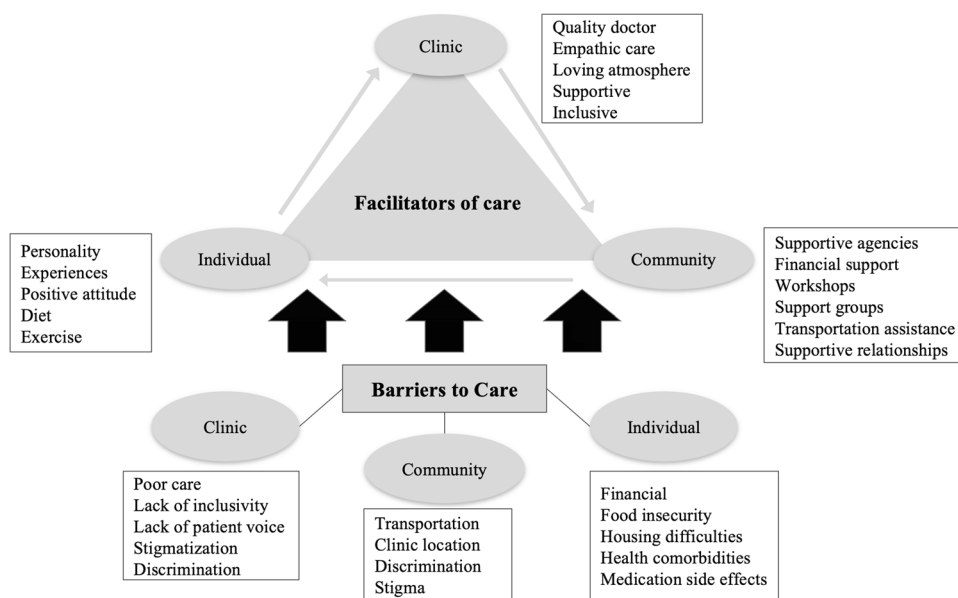 Clinic
Quality doctor
Empathic care
Loving atmosphere
Supportive
Inclusive
Facilitators of care
Personality
Experiences
Positive attitude
Diet
Exercise
Individual
Community
Supportive agencies
Financial support
Workshops
Support groups
Transportation assistance
Supportive relationships
Barriers to Care
Clinic
Poor care
Lack of inclusivity
Lack of patient voice
Stigmatization
Discrimination
Community
Transportation
Clinic location
Discrimination
Stigma
Individual
Financial
Food insecurity
Housing difficulties
Health comorbidities
Medication side effects